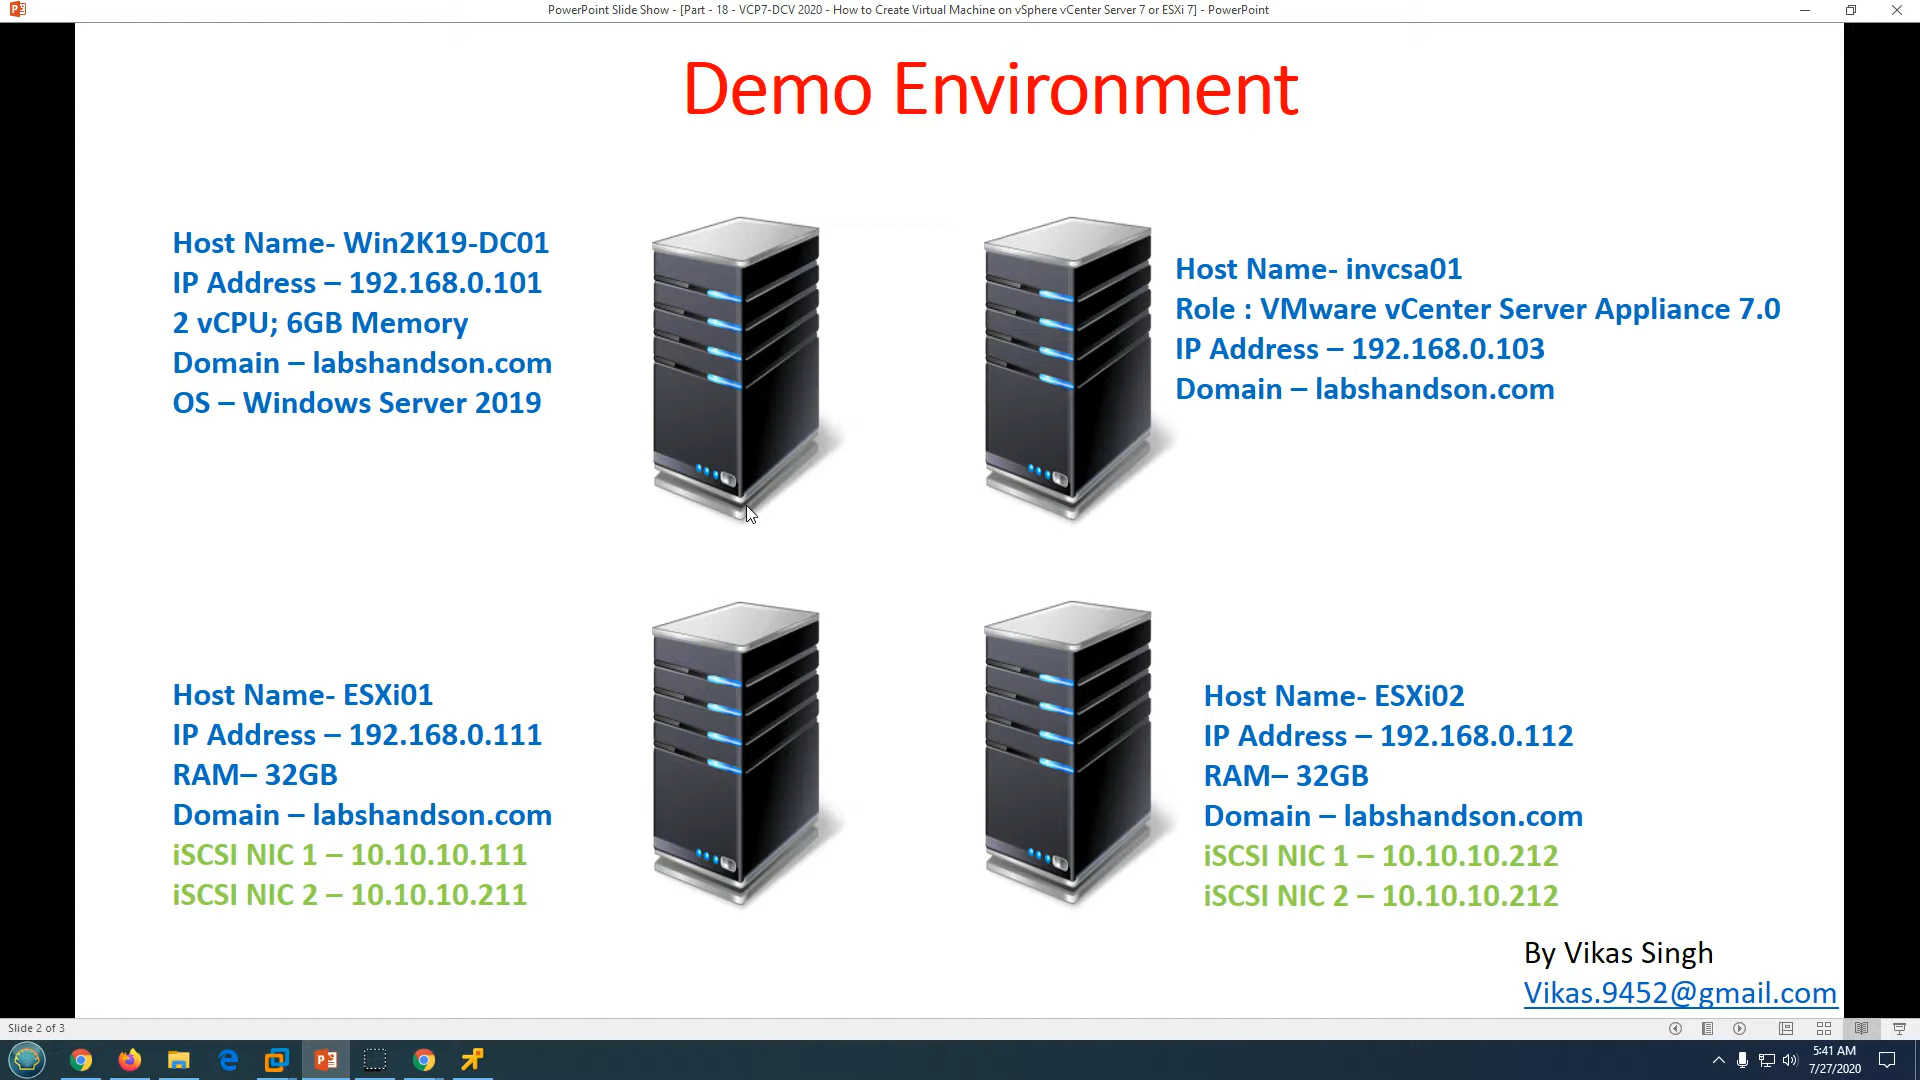 PowerPoint Slide Show - [Part - 18 - VCP7-DCV 2020 - How to Create Virtual Machine on vSphere vCenter Server 7 or ESXi 7] - PowerPoint
Demo Environment
Host Name- Win2K19-DC01
IP Address – 192.168.0.101
2 vCPU; 6GB Memory
Domain – labshandson.com
OS – Windows Server 2019
Host Name- invcsa01
Role : VMware vCenter Server Appliance 7.0
IP Address – 192.168.0.103
Domain – labshandson.com
Host Name- ESXi01
IP Address – 192.168.0.111
RAM– 32GB
Domain – labshandson.com
iSCSI NIC 1 – 10.10.10.111
iSCSI NIC 2 – 10.10.10.211
Host Name- ESXi02
IP Address – 192.168.0.112
RAM– 32GB
Domain – labshandson.com
iSCSI NIC 1 – 10.10.10.212
iSCSI NIC 2 – 10.10.10.212
By Vikas Singh
Vikas.9452@gmail.com
Slide 2 of 3
5:41 AM
7/27/2020